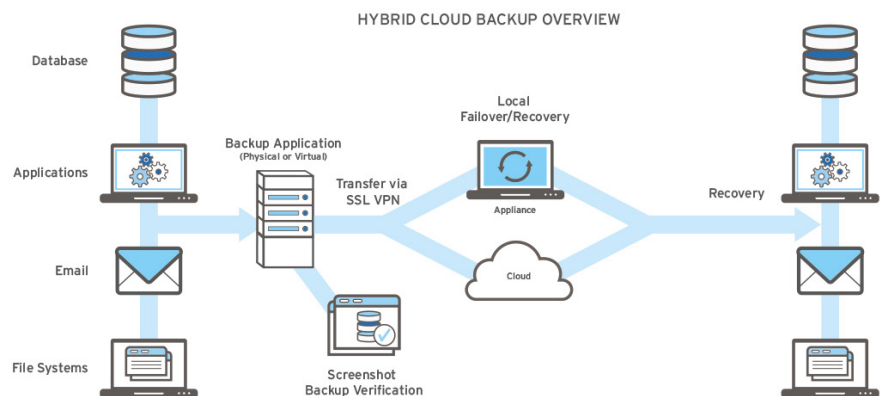 HYBRID CLOUD BACKUP OVERVIEW
Database
Applications
Email
File Systems
Backup Application
(Physical or Virtual)
Transfer via
SSL VPN
Screenshot
Backup Verification
Local
Failover/Recovery
Appliance
Cloud
Recovery